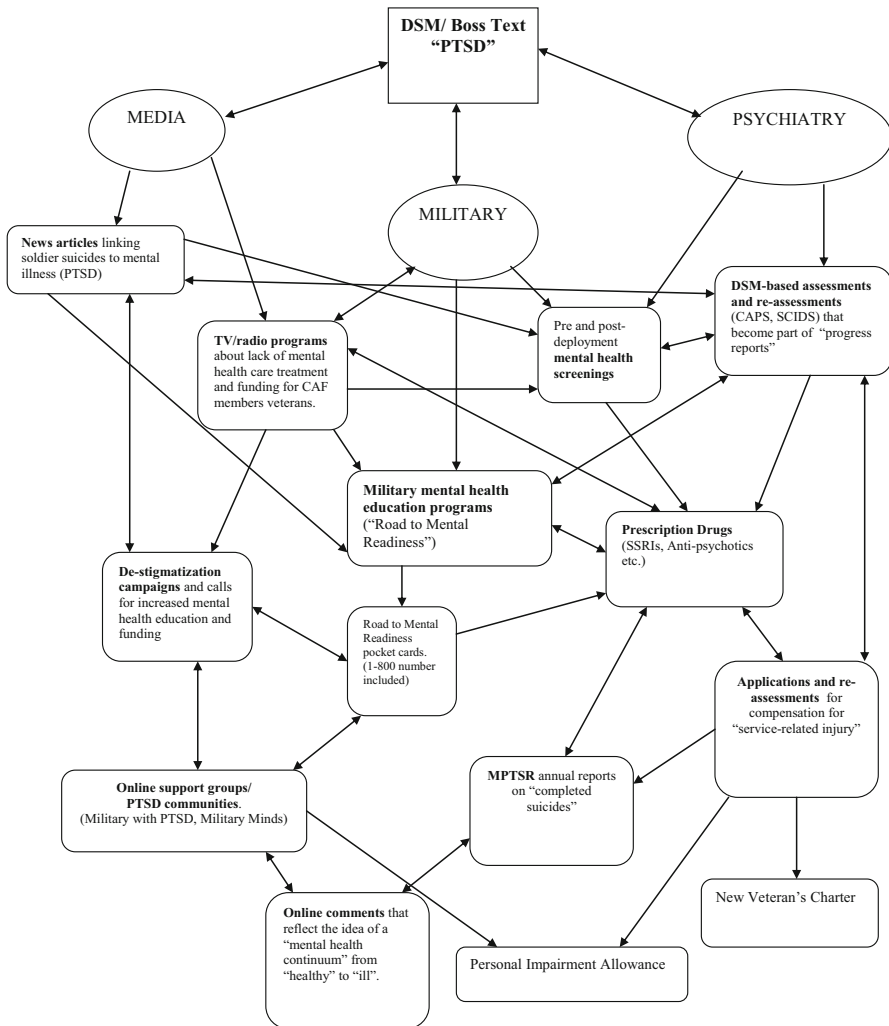 DSM/ Boss Text
“PTSD”
MEDIA
PSYCHIATRY
MILITARY
News articles linking
soldier suicides to mental
illness (PTSD)
DSM-based assessments
and re-assessments
(CAPS, SCIDS) that
become part of “progress
reports”
TV/radio programs
about lack of mental
health care treatment
and funding for CAF
members veterans.
Pre and post-
deployment
mental health
screenings
Military mental health
education programs
(“Road to Mental
Readiness”)
Prescription Drugs
(SSRIs, Anti-psychotics
etc.)
De-stigmatization
campaigns and calls
for increased mental
health education and
funding
Road to Mental
Readiness
pocket cards.
(1-800 number
included)
Applications and re-
assessments for
compensation for
“service-related injury”
MPTSR annual reports
on “completed
suicides”
Online support groups/
PTSD communities.
(Military with PTSD, Military Minds)
New Veteran’s Charter
Online comments that
reflect the idea of a
“mental health
continuum” from
“healthy” to “ill”.
Personal Impairment Allowance